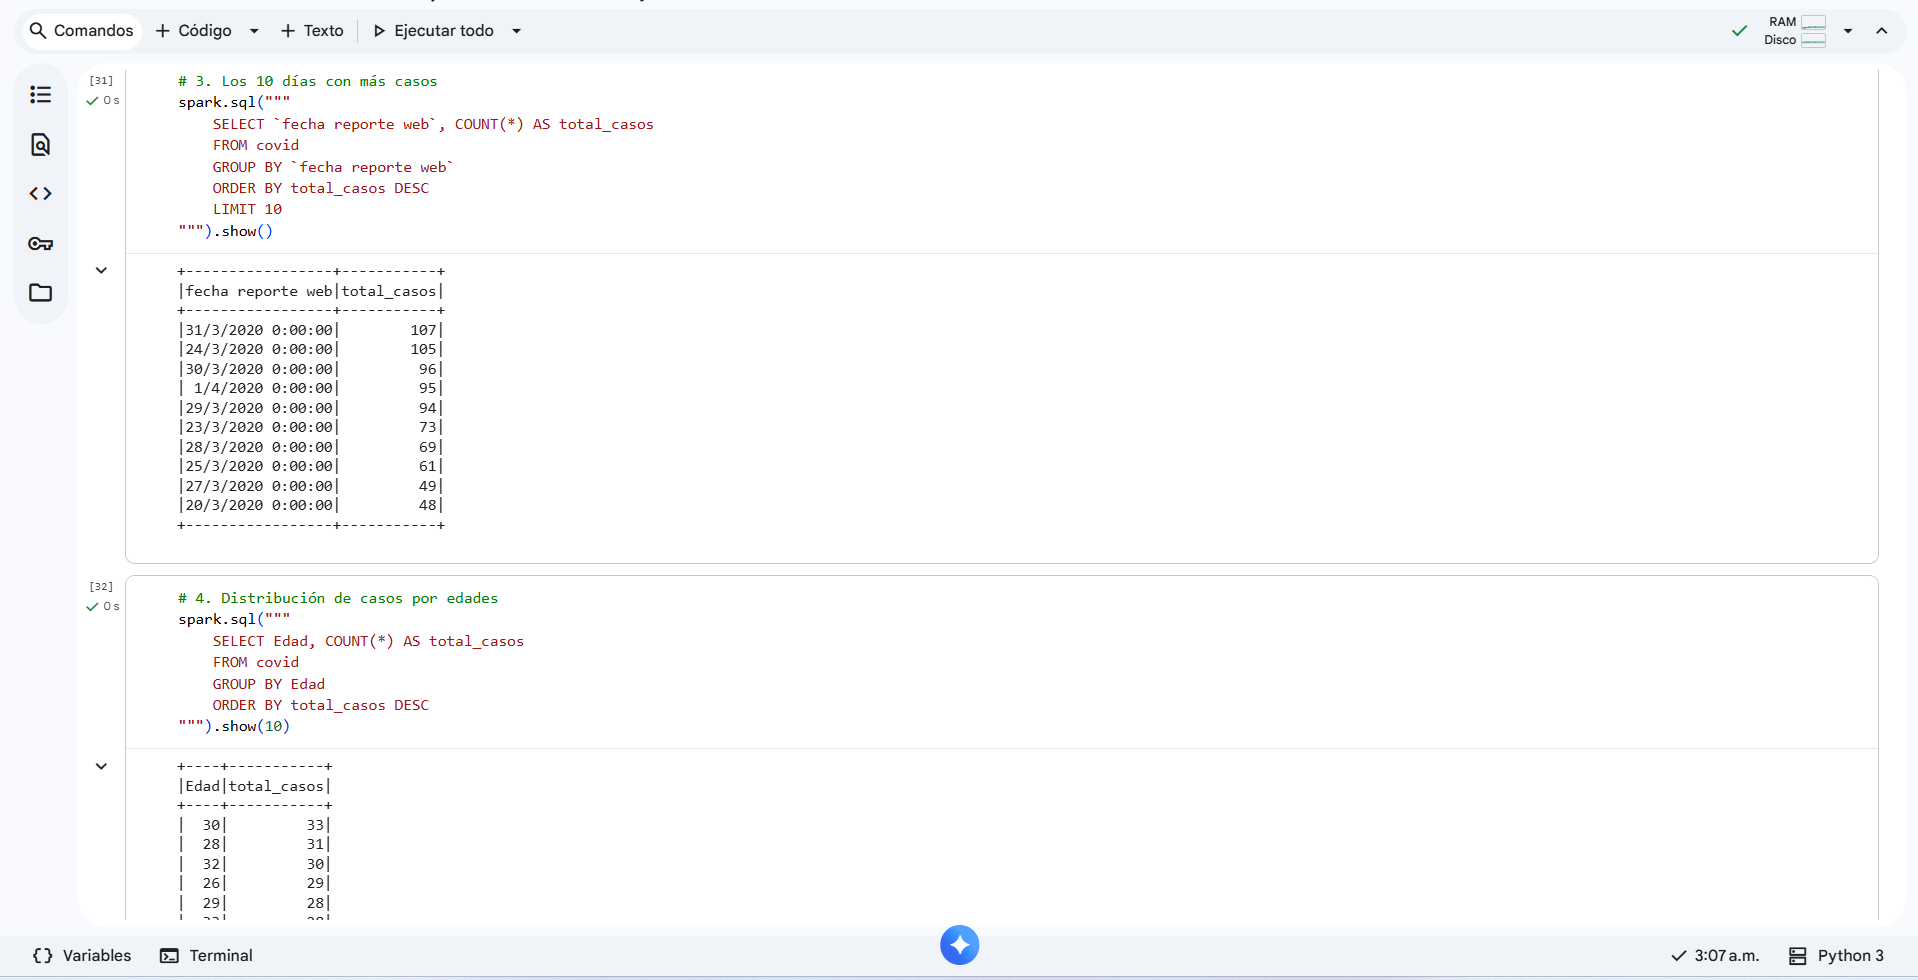 Comandos
Código
Texto
Ejecutar todo
RAM
Disco
[31]
0 s
# 3. Los 10 días con más casos
spark.sql("""
SELECT `fecha reporte web`, COUNT(*) AS total_casos
FROM covid
GROUP BY `fecha reporte web`
ORDER BY total_casos DESC
LIMIT 10
""").show()
+-----------------+-----------+
|fecha reporte web|total_casos|
+-----------------+-----------+
|31/3/2020 0:00:00|        107|
|24/3/2020 0:00:00|        105|
|30/3/2020 0:00:00|         96|
| 1/4/2020 0:00:00|         95|
|29/3/2020 0:00:00|         94|
|23/3/2020 0:00:00|         73|
|28/3/2020 0:00:00|         69|
|25/3/2020 0:00:00|         61|
|27/3/2020 0:00:00|         49|
|20/3/2020 0:00:00|         48|
+-----------------+-----------+
[32]
0 s
# 4. Distribución de casos por edades
spark.sql("""
SELECT Edad, COUNT(*) AS total_casos
FROM covid
GROUP BY Edad
ORDER BY total_casos DESC
""").show(10)
+----+-----------+
|Edad|total_casos|
+----+-----------+
|  30|         33|
|  28|         31|
|  32|         30|
|  26|         29|
|  29|         28|
Variables
Terminal
3:07 a.m.
Python 3